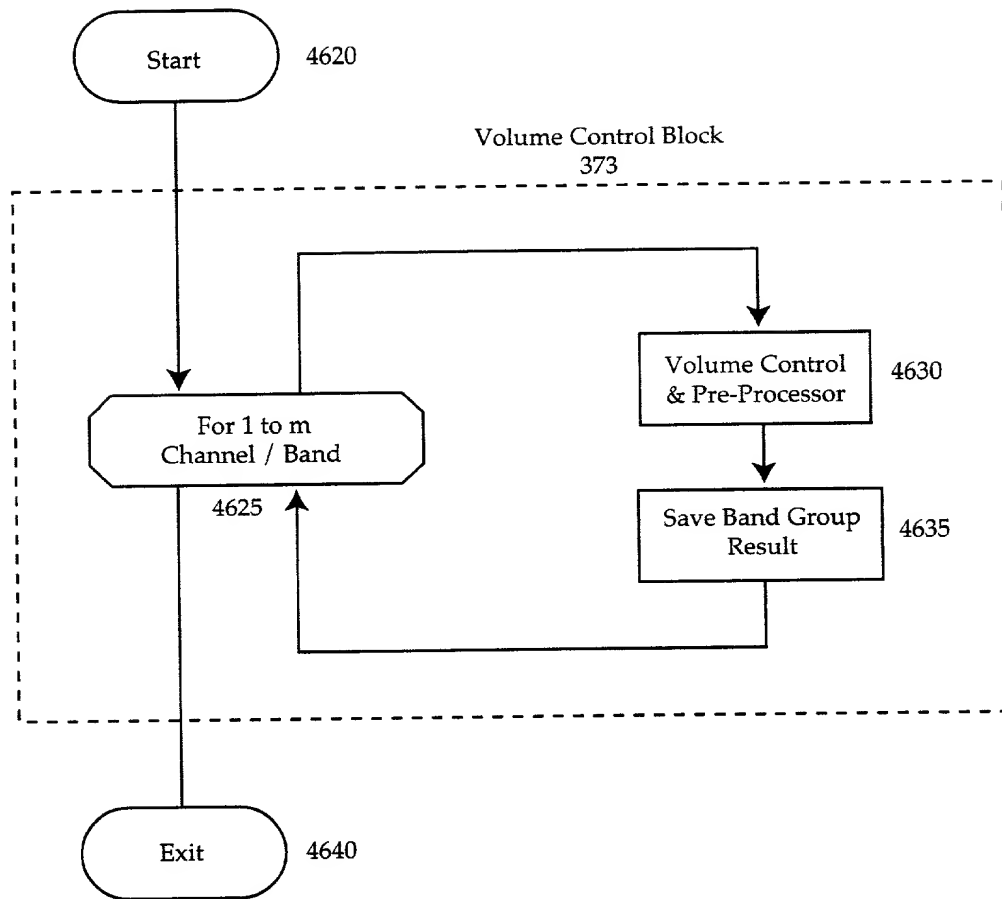 Start
4620
Volume Control Block
373
Volume Control
& Pre-Processor
4630
For 1 to m
Channel / Band
4625
Save Band Group
Result
4635
Exit
4640